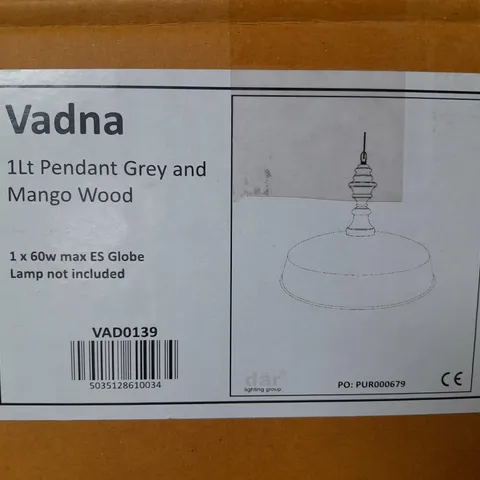 Vadna
1Lt Pendant Grey and
Mango Wood
1 x 60w max ES Globe
Lamp not included
VAD0139
5035128610034
där
lighting group
PO: PUR000679
CE